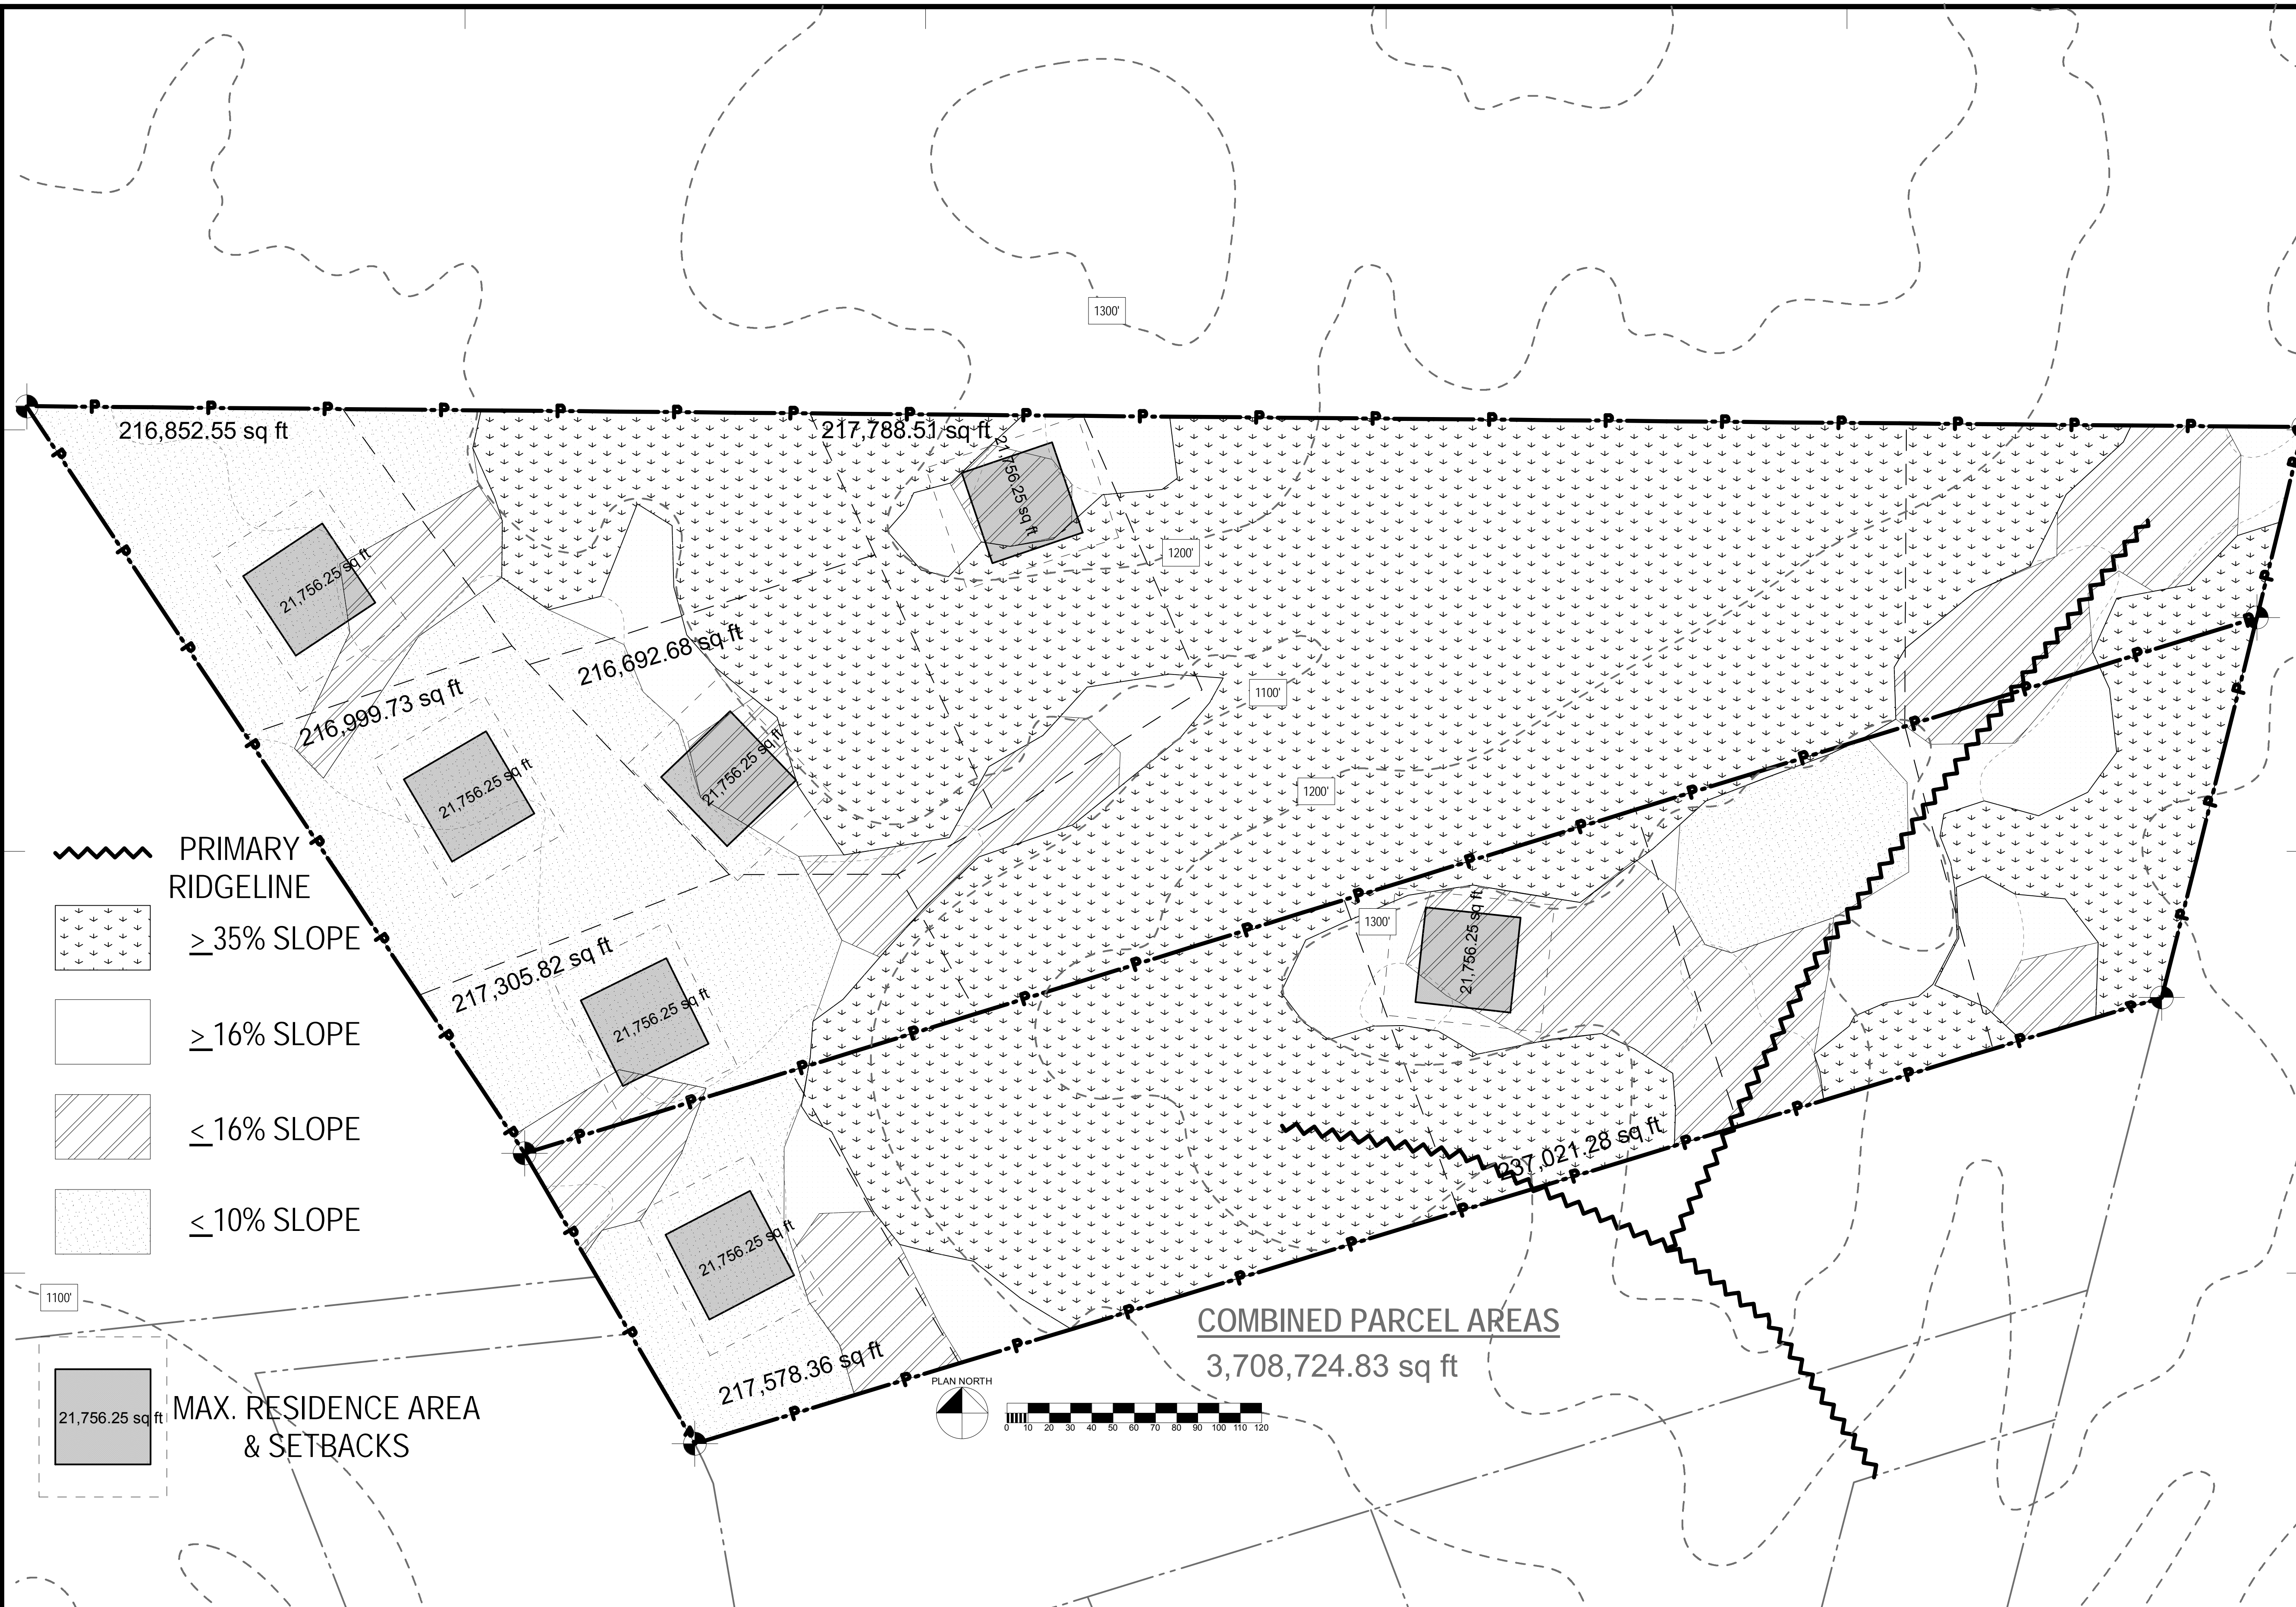 1300'
216,852.55 sq ft
217,788.51 sq ft
21,756.25 sq ft
1200'
21,756.25 sq ft
216,692.68 sq ft
1100'
216,999.73 sq ft
21,756.25 sq ft
21,756.25 sq ft
1200'
PRIMARY
RIDGELINE
1300'
21,756.25 sq ft
≥ 35% SLOPE
217,305.82 sq ft
21,756.25 sq ft
≥ 16% SLOPE
≤ 16% SLOPE
237,021.28 sq ft
≤ 10% SLOPE
21,756.25 sq ft
1100'
COMBINED PARCEL AREAS
3,708,724.83 sq ft
217,578.36 sq ft
PLAN NORTH
0 10 20 30 40 50 60 70 80 90 100 110 120
21,756.25 sq ft
MAX. RESIDENCE AREA
& SETBACKS
P P P P P P P P P P P P P P P P P P P
P P P P P P P P P P P
P P P P P P P P P P P P P P P
P P P P P P P P P P P P P
P P P P P